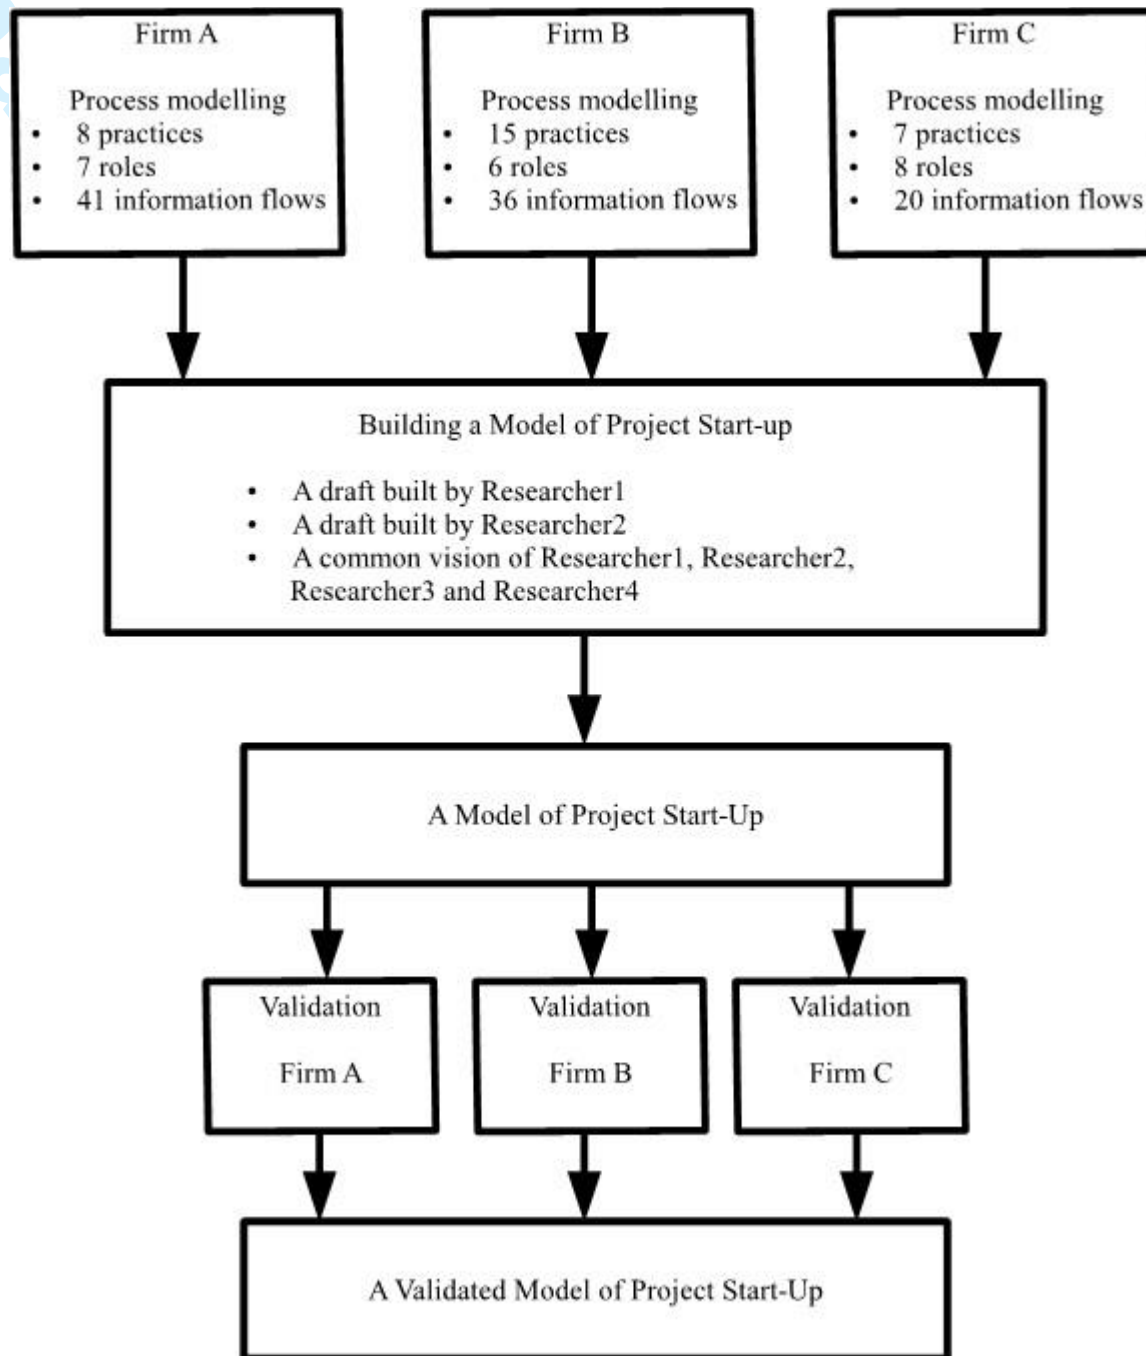 Firm A
Process modelling
• 8 practices
• 7 roles
• 41 information flows
Firm B
Process modelling
• 15 practices
• 6 roles
• 36 information flows
Firm C
Process modelling
• 7 practices
• 8 roles
• 20 information flows
Building a Model of Project Start-up
• A draft built by Researcher1
• A draft built by Researcher2
• A common vision of Researcher1, Researcher2,
Researcher3 and Researcher4
A Model of Project Start-Up
Validation
Firm A
Validation
Firm B
Validation
Firm C
A Validated Model of Project Start-Up